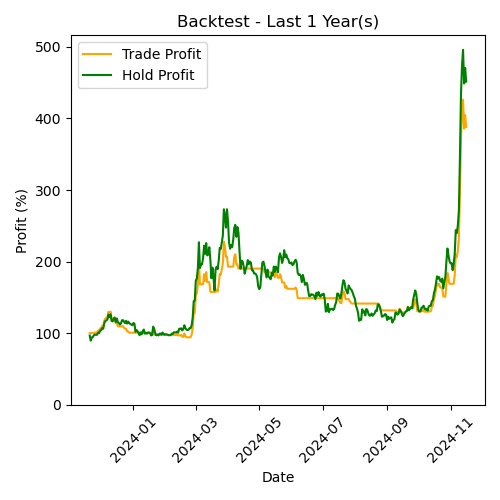 Backtest - Last 1 Year(s)
Trade Profit
Hold Profit
Profit (%)
500
400
300
200
100
0
2024-01
2024-03
2024-05
2024-07
2024-09
2024-11
Date